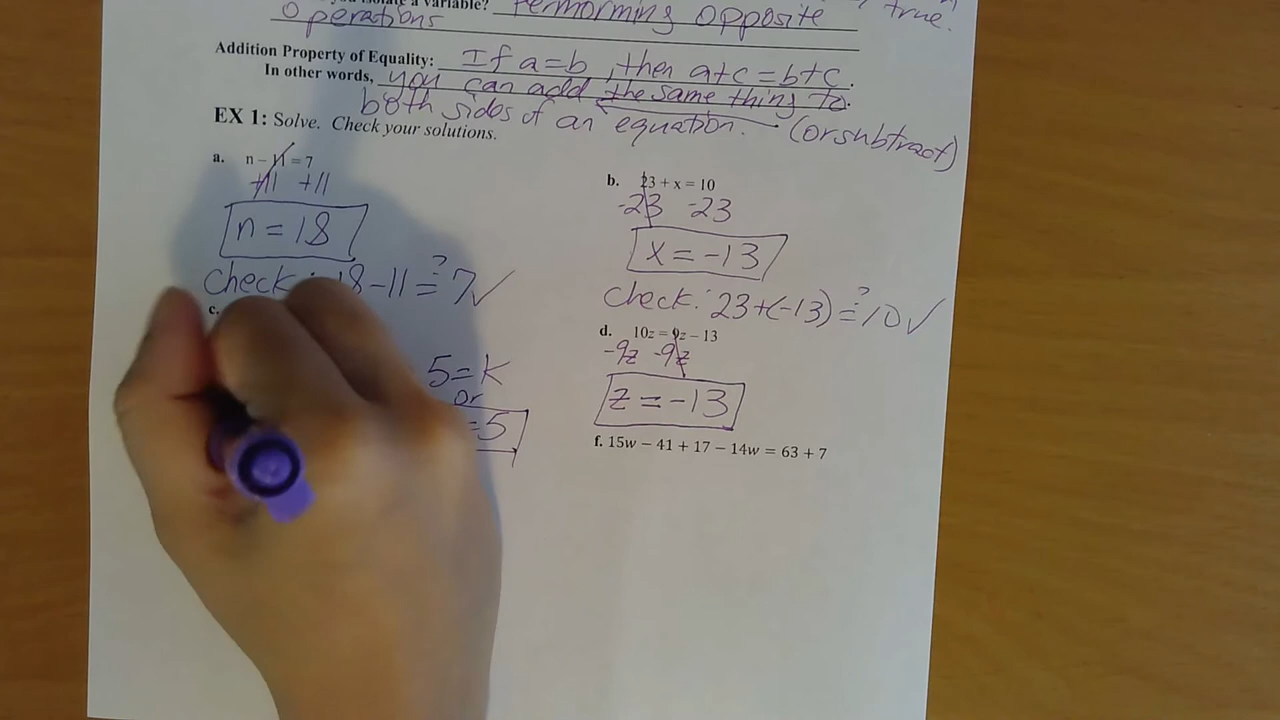 a variable? Performing opposite true.
operations
Addition Property of Equality: If a=b, then a+c=b+c.
In other words, you can add the same thing to
both sides of an equation. (or subtract)
EX 1: Solve. Check your solutions.
a. n – 11 = 7
+11 +11
n = 18
check: 18-11 ≟ 7 ✓
b. 23 + x = 10
-23 -23
x = -13
check: 23+(-13) ≟ 10 ✓
c.
5=k
or
=5
d. 10z = 9z – 13
-9z -9z
z = -13
f. 15w − 41 + 17 − 14w = 63 + 7